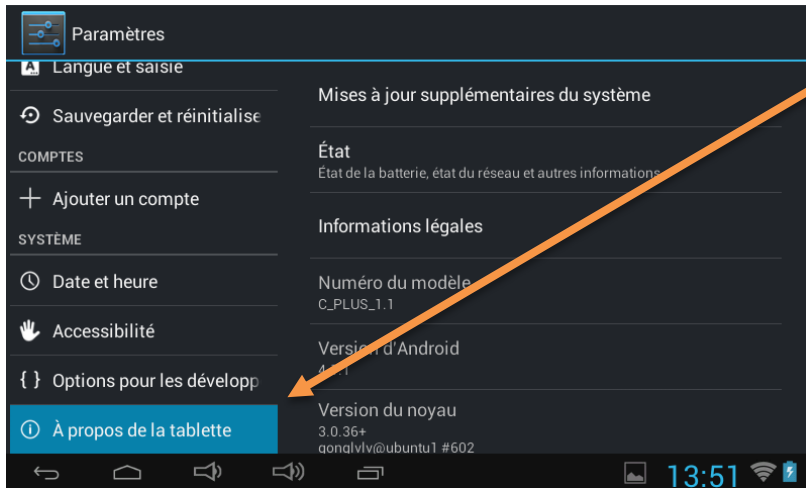 Paramètres
Langue et saisie
Sauvegarder et réinitialise
COMPTES
Ajouter un compte
SYSTÈME
Date et heure
Accessibilité
{ } Options pour les développ
À propos de la tablette
Mises à jour supplémentaires du système
État
État de la batterie, état du réseau et autres informations
Informations légales
Numéro du modèle
C_PLUS_1.1
Version d'Android
Version du noyau
3.0.36+
gonglvlv@ubuntu1 #602
13:51